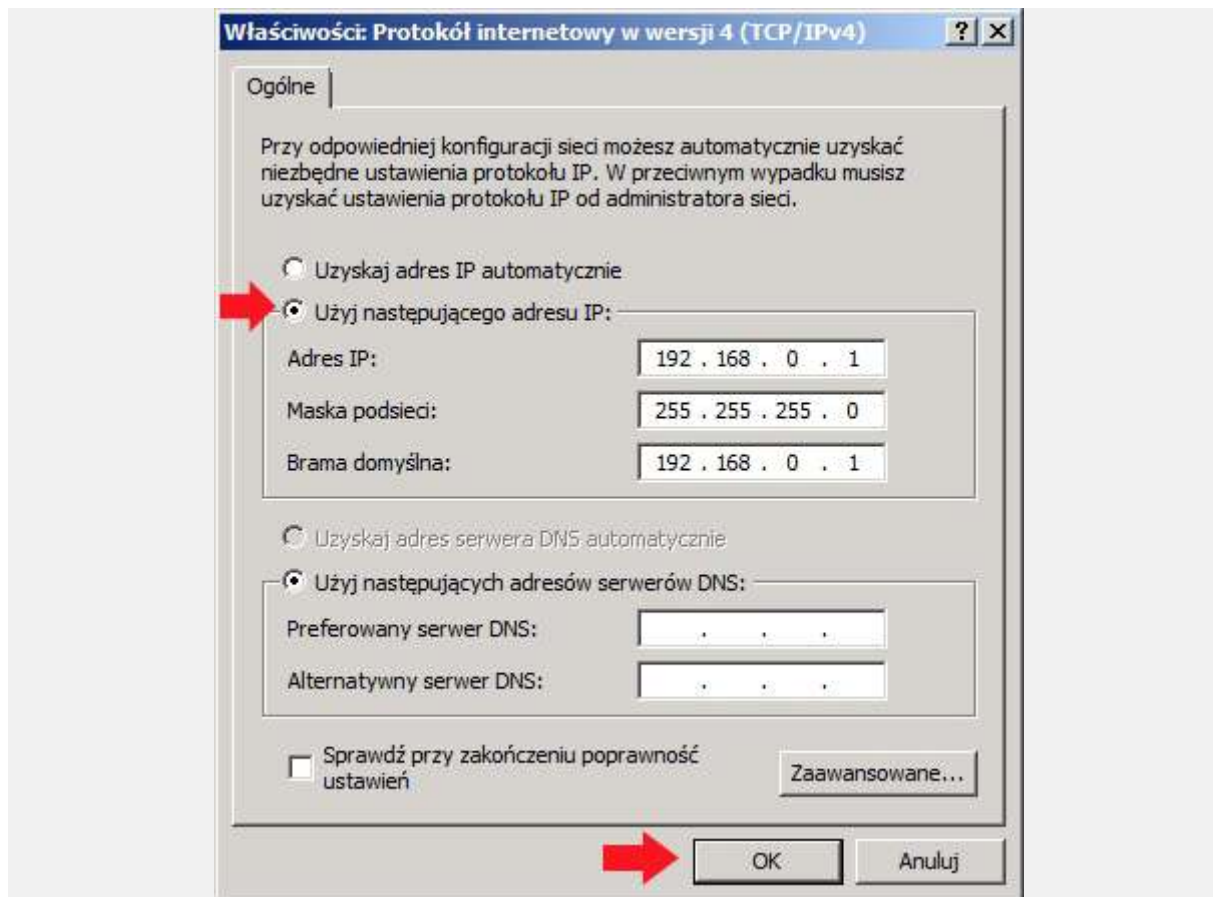 Właściwości: Protokół internetowy w wersji 4 (TCP/IPv4)
Ogólne
Przy odpowiedniej konfiguracji sieci możesz automatycznie uzyskać
niezbędne ustawienia protokołu IP. W przeciwnym wypadku musisz
uzyskać ustawienia protokołu IP od administratora sieci.
Uzyskaj adres IP automatycznie
Użyj następującego adresu IP:
Adres IP: 192 . 168 . 0 . 1
Maska podsieci: 255 . 255 . 255 . 0
Brama domyślna: 192 . 168 . 0 . 1
Uzyskaj adres serwera DNS automatycznie
Użyj następujących adresów serwerów DNS:
Preferowany serwer DNS: . . .
Alternatywny serwer DNS: . . .
Sprawdź przy zakończeniu poprawność
ustawień
Zaawansowane...
OK Anuluj